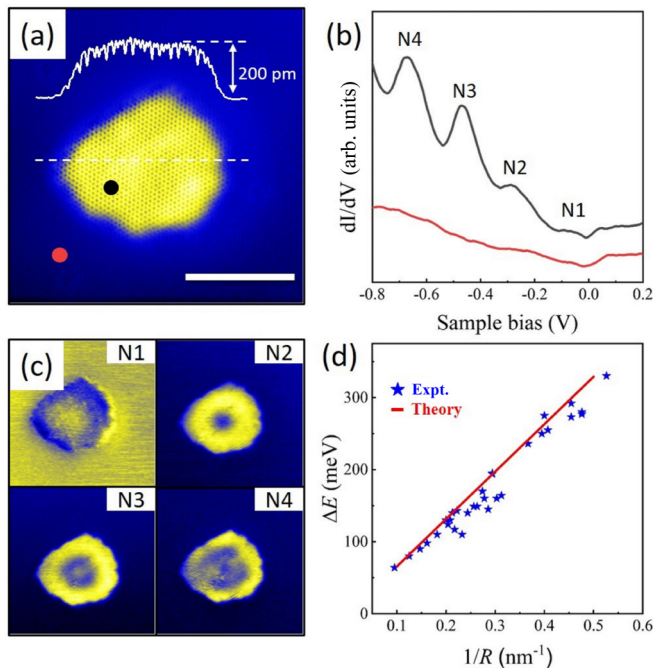 (a)
200 pm
(b)
N4
N3
N2
N1
dI/dV (arb. units)
-0.8 -0.6 -0.4 -0.2 0.0 0.2
Sample bias (V)
(c)
N1
N2
N3
N4
(d)
Expt.
Theory
300
200
100
0
ΔE (meV)
0.1 0.2 0.3 0.4 0.5 0.6
1/R (nm⁻¹)